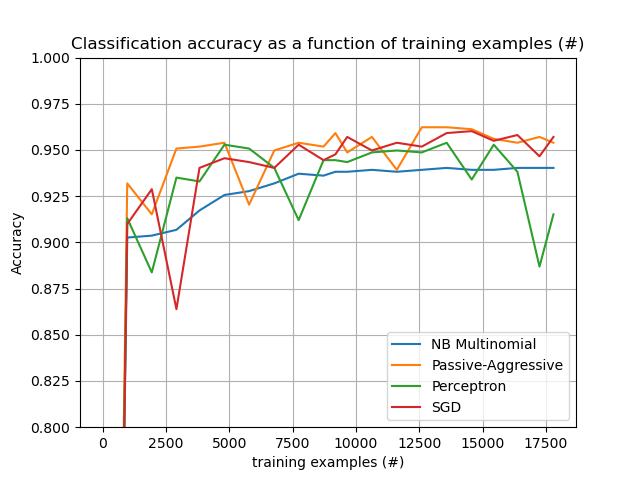 Classification accuracy as a function of training examples (#)
1.000
0.975
0.950
0.925
0.900
0.875
0.850
0.825
0.800
Accuracy
NB Multinomial
Passive-Aggressive
Perceptron
SGD
0 2500 5000 7500 10000 12500 15000 17500
training examples (#)